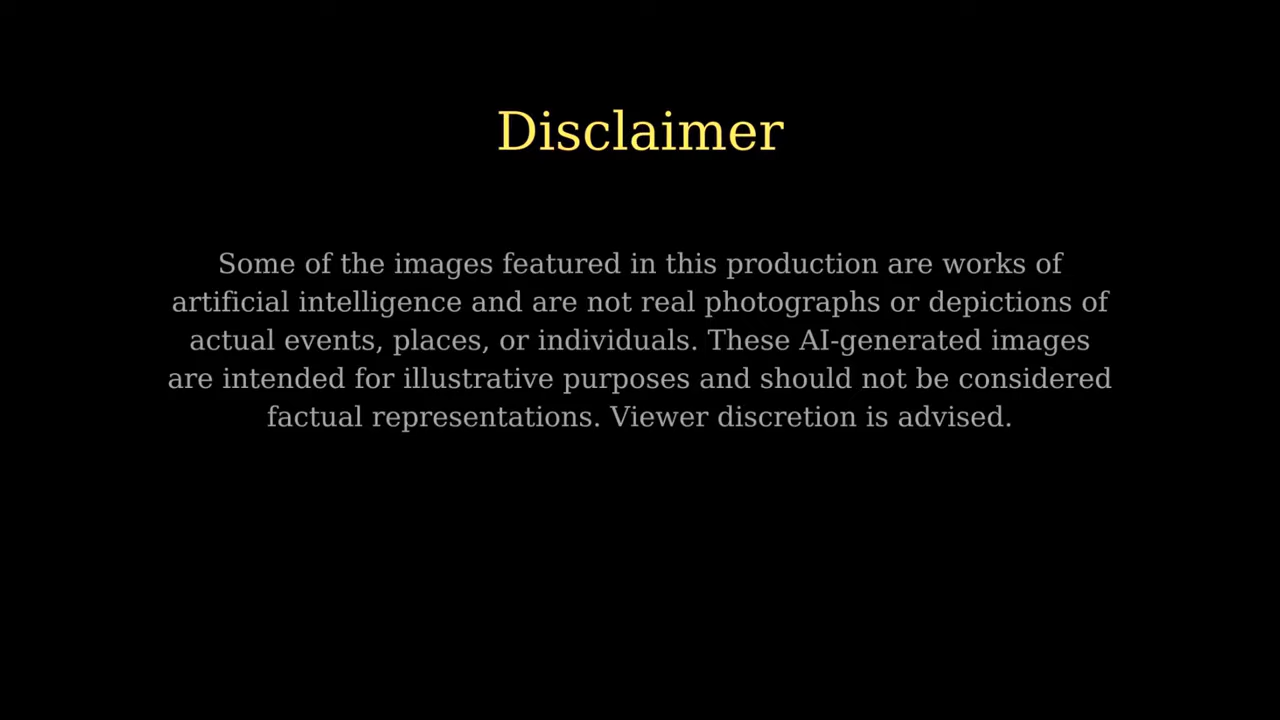 Disclaimer
Some of the images featured in this production are works of
artificial intelligence and are not real photographs or depictions of
actual events, places, or individuals. These AI-generated images
are intended for illustrative purposes and should not be considered
factual representations. Viewer discretion is advised.